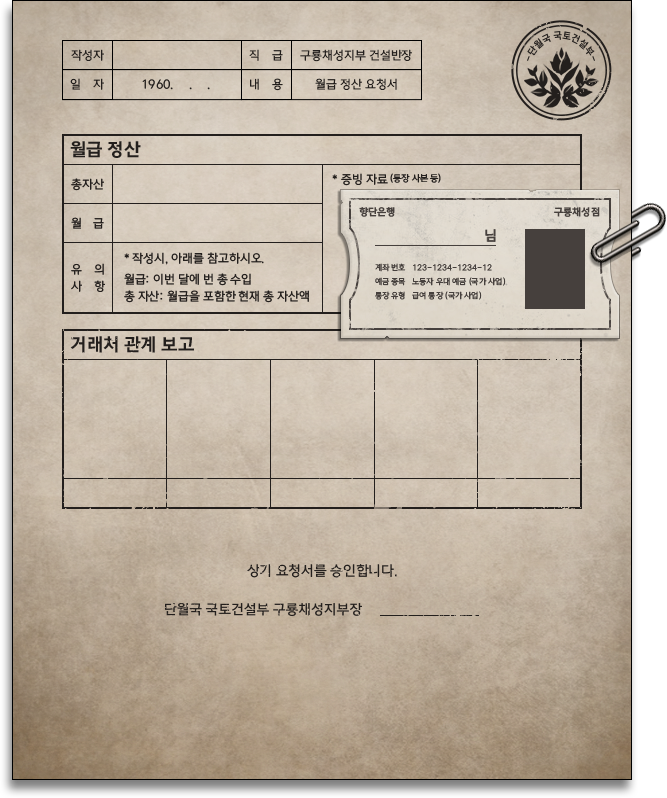 작성자 직 급 구룡채성지부 건설반장
일 자 1960. . . 내 용 월급 정산 요청서
단월국 국토건설부
월급 정산
총자산
* 증빙 자료 (통장 사본 등)
월 급
유 의
사 항
* 작성시, 아래를 참고하시오.
월급: 이번 달에 번 총 수입
총 자산: 월급을 포함한 현재 총 자산액
향단은행 구룡채성점
님
계좌 번호 123-1234-1234-12
예금 종목 노동자 우대 예금 (국가 사업)
통장 유형 급여 통장 (국가 사업)
거래처 관계 보고
상기 요청서를 승인합니다.
단월국 국토건설부 구룡채성지부장